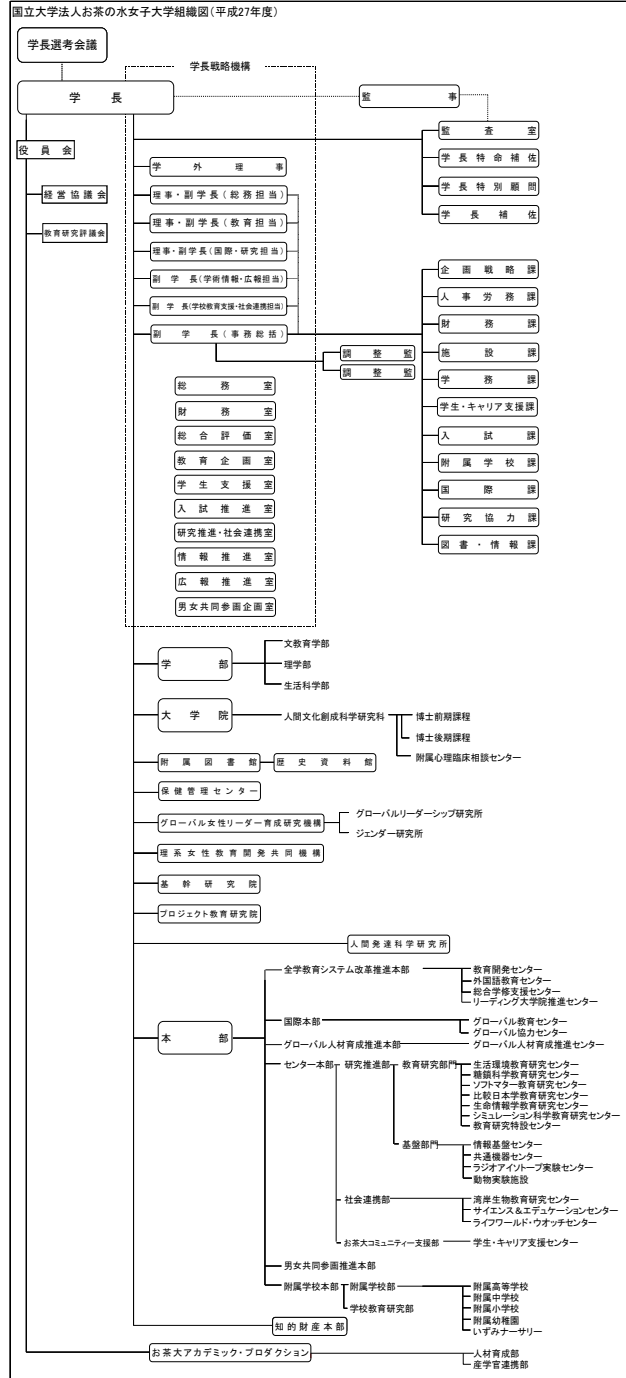 国立大学法人お茶の水女子大学組織図(平成27年度)
学長選考会議
学長戦略機構
学長
監事
役員会
経営協議会
教育研究評議会
監査室
学長特命補佐
学長特別顧問
学長補佐
学外理事
理事・副学長(総務担当)
理事・副学長(教育担当)
理事・副学長(国際・研究担当)
副学長(学術情報・広報担当)
副学長(学校教育支援・社会連携担当)
副学長(事務総括)
調整監
調整監
企画戦略課
人事労務課
財務課
施設課
学務課
学生・キャリア支援課
入試課
附属学校課
国際課
研究協力課
図書・情報課
総務室
財務室
総合評価室
教育企画室
学生支援室
入試推進室
研究推進・社会連携室
情報推進室
広報推進室
男女共同参画企画室
学部
文教育学部
理学部
生活科学部
大学院
人間文化創成科学研究科
博士前期課程
博士後期課程
附属心理臨床相談センター
附属図書館
歴史資料館
保健管理センター
グローバル女性リーダー育成研究機構
グローバルリーダーシップ研究所
ジェンダー研究所
理系女性教育開発共同機構
基幹研究院
プロジェクト教育研究院
人間発達科学研究所
本部
全学教育システム改革推進本部
教育開発センター
外国語教育センター
総合学修支援センター
リーディング大学院推進センター
国際本部
グローバル教育センター
グローバル協力センター
グローバル人材育成推進本部
グローバル人材育成推進センター
センター本部
研究推進部
教育研究部門
生活環境教育研究センター
糖鎖科学教育研究センター
ソフトマター教育研究センター
比較日本学教育研究センター
生命情報学教育研究センター
シミュレーション科学教育研究センター
教育研究特設センター
基盤部門
情報基盤センター
共通機器センター
ラジオアイソトープ実験センター
動物実験施設
社会連携部
湾岸生物教育研究センター
サイエンス&エデュケーションセンター
ライフワールド・ウオッチセンター
お茶大コミュニティー支援部
学生・キャリア支援センター
男女共同参画推進本部
附属学校本部
附属学校部
学校教育研究部
附属高等学校
附属中学校
附属小学校
附属幼稚園
いずみナーサリー
知的財産本部
お茶大アカデミック・プロダクション
人材育成部
産学官連携部